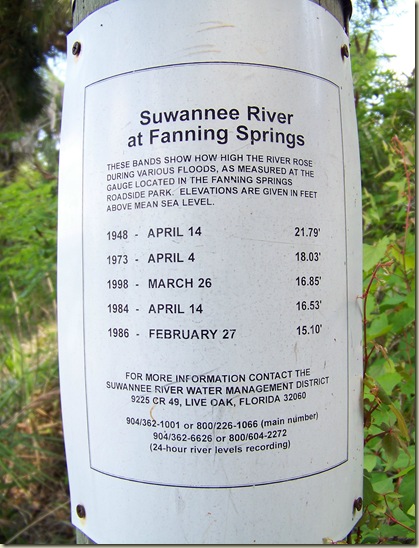 Suwannee River
at Fanning Springs
THESE BANDS SHOW HOW HIGH THE RIVER ROSE
DURING VARIOUS FLOODS, AS MEASURED AT THE
GAUGE LOCATED IN THE FANNING SPRINGS
ROADSIDE PARK. ELEVATIONS ARE GIVEN IN FEET
ABOVE MEAN SEA LEVEL.
1948 - APRIL 14 21.79'
1973 - APRIL 4 18.03'
1998 - MARCH 26 16.85'
1984 - APRIL 14 16.53'
1986 - FEBRUARY 27 15.10'
FOR MORE INFORMATION CONTACT THE
SUWANNEE RIVER WATER MANAGEMENT DISTRICT
9225 CR 49, LIVE OAK, FLORIDA 32060
904/362-1001 or 800/226-1066 (main number)
904/362-6626 or 800/604-2272
(24-hour river levels recording)